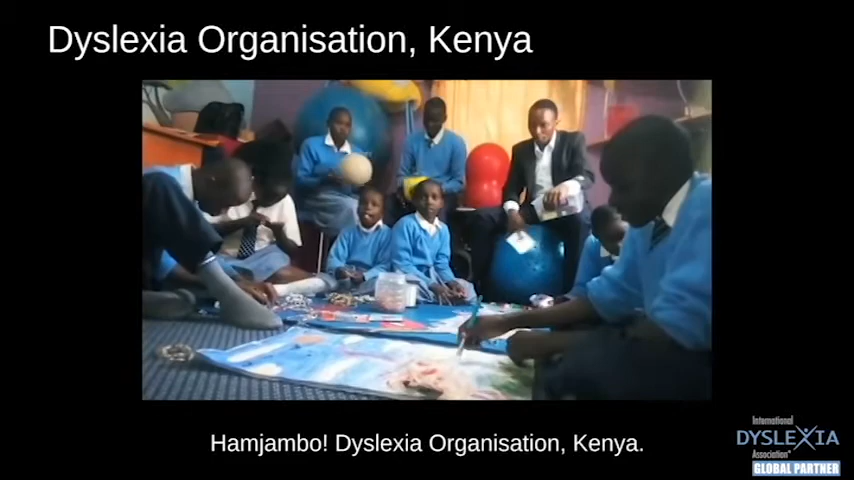 Dyslexia Organisation, Kenya
Hamjambo! Dyslexia Organisation, Kenya.
International
DYSLEXIA
Association®
GLOBAL PARTNER